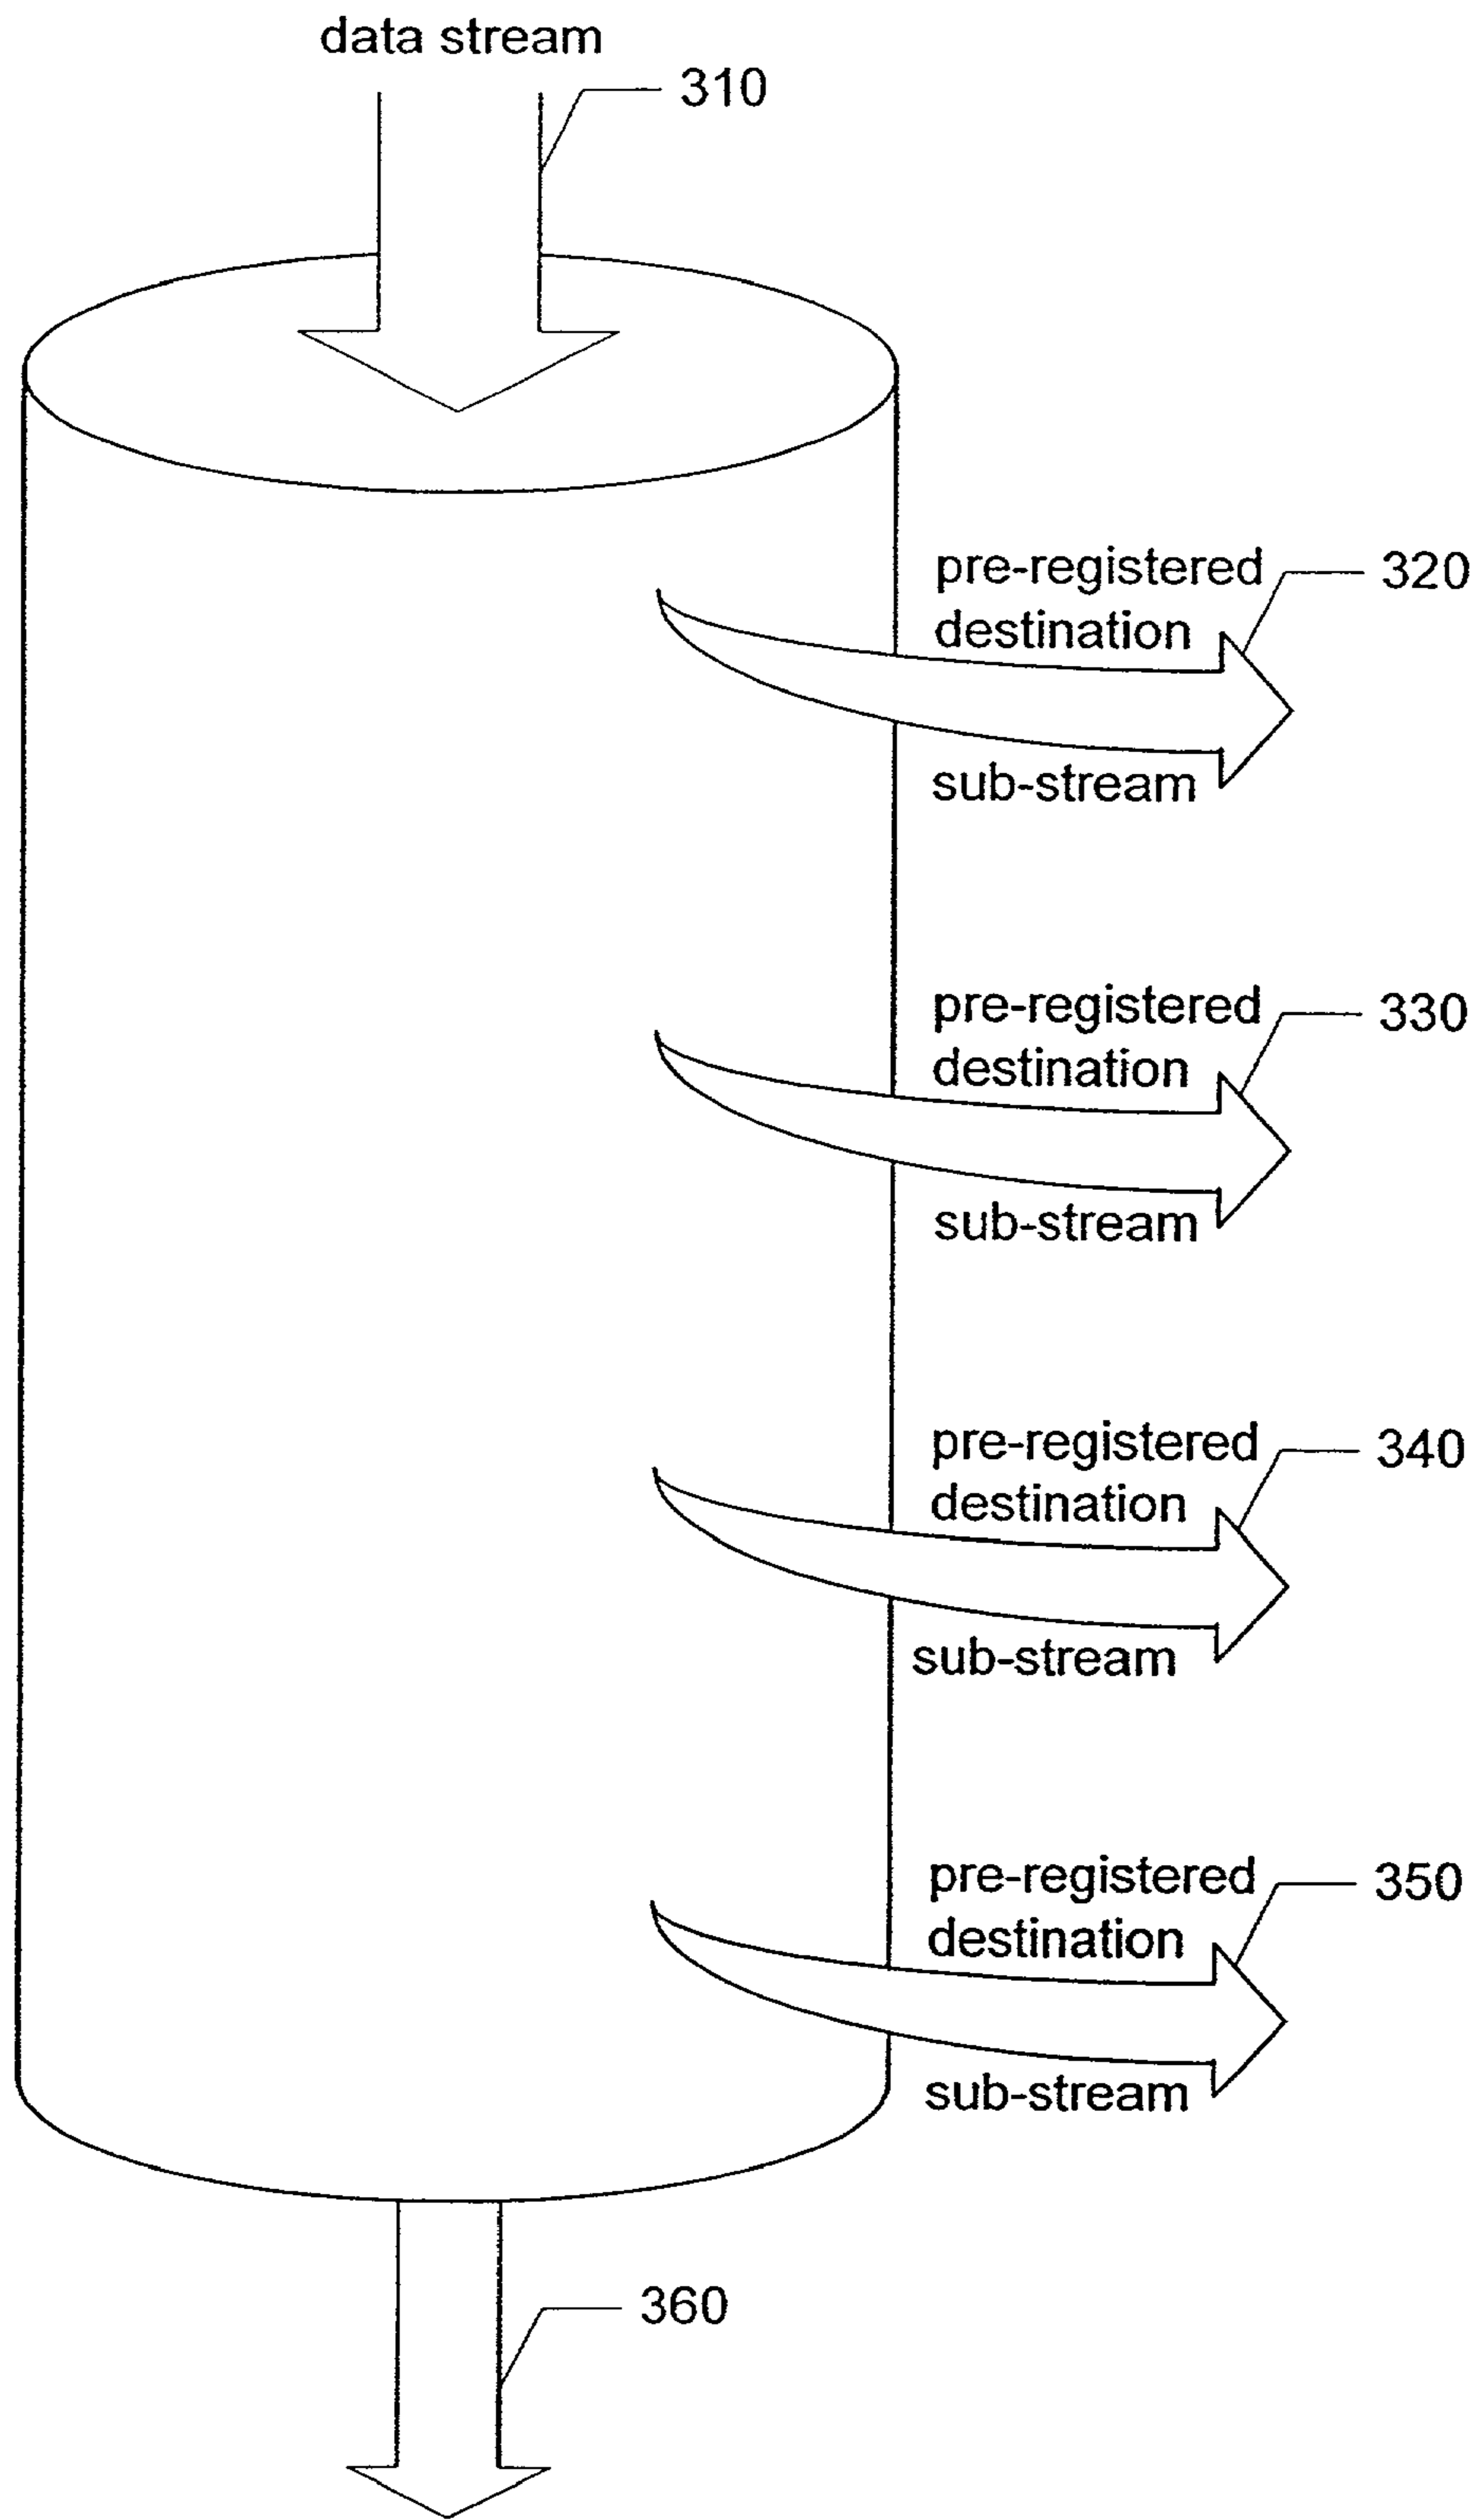 data stream
310
pre-registered
destination
320
sub-stream
pre-registered
destination
330
sub-stream
pre-registered
destination
340
sub-stream
pre-registered
destination
350
sub-stream
360